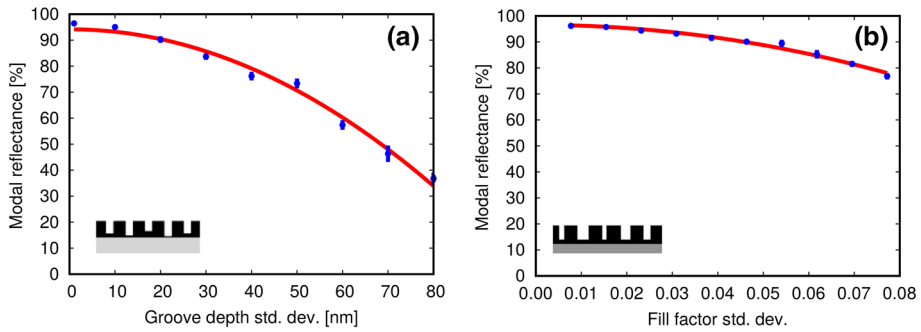 (a)
Modal reflectance [%]
100
90
80
70
60
50
40
30
20
10
0
0 10 20 30 40 50 60 70 80
Groove depth std. dev. [nm]
(b)
Modal reflectance [%]
100
90
80
70
60
50
40
30
20
10
0.00 0.01 0.02 0.03 0.04 0.05 0.06 0.07 0.08
Fill factor std. dev.